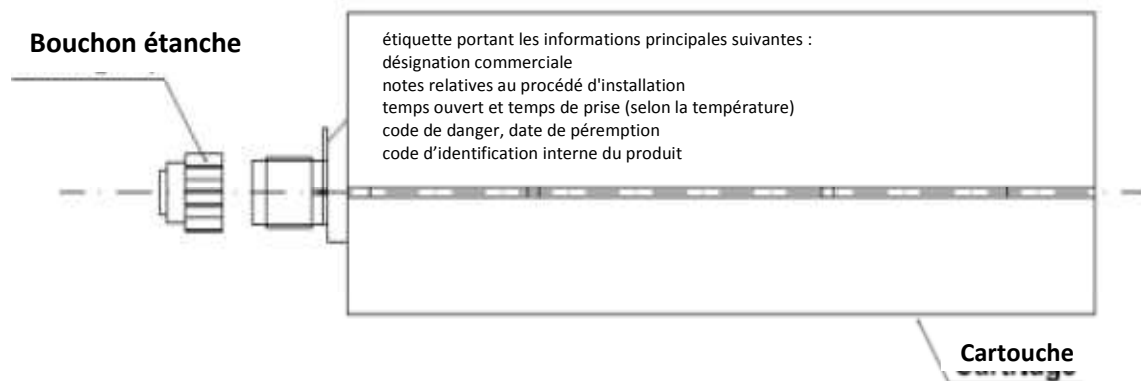 Bouchon étanche
étiquette portant les informations principales suivantes :
désignation commerciale
notes relatives au procédé d'installation
temps ouvert et temps de prise (selon la température)
code de danger, date de péremption
code d’identification interne du produit
Cartouche